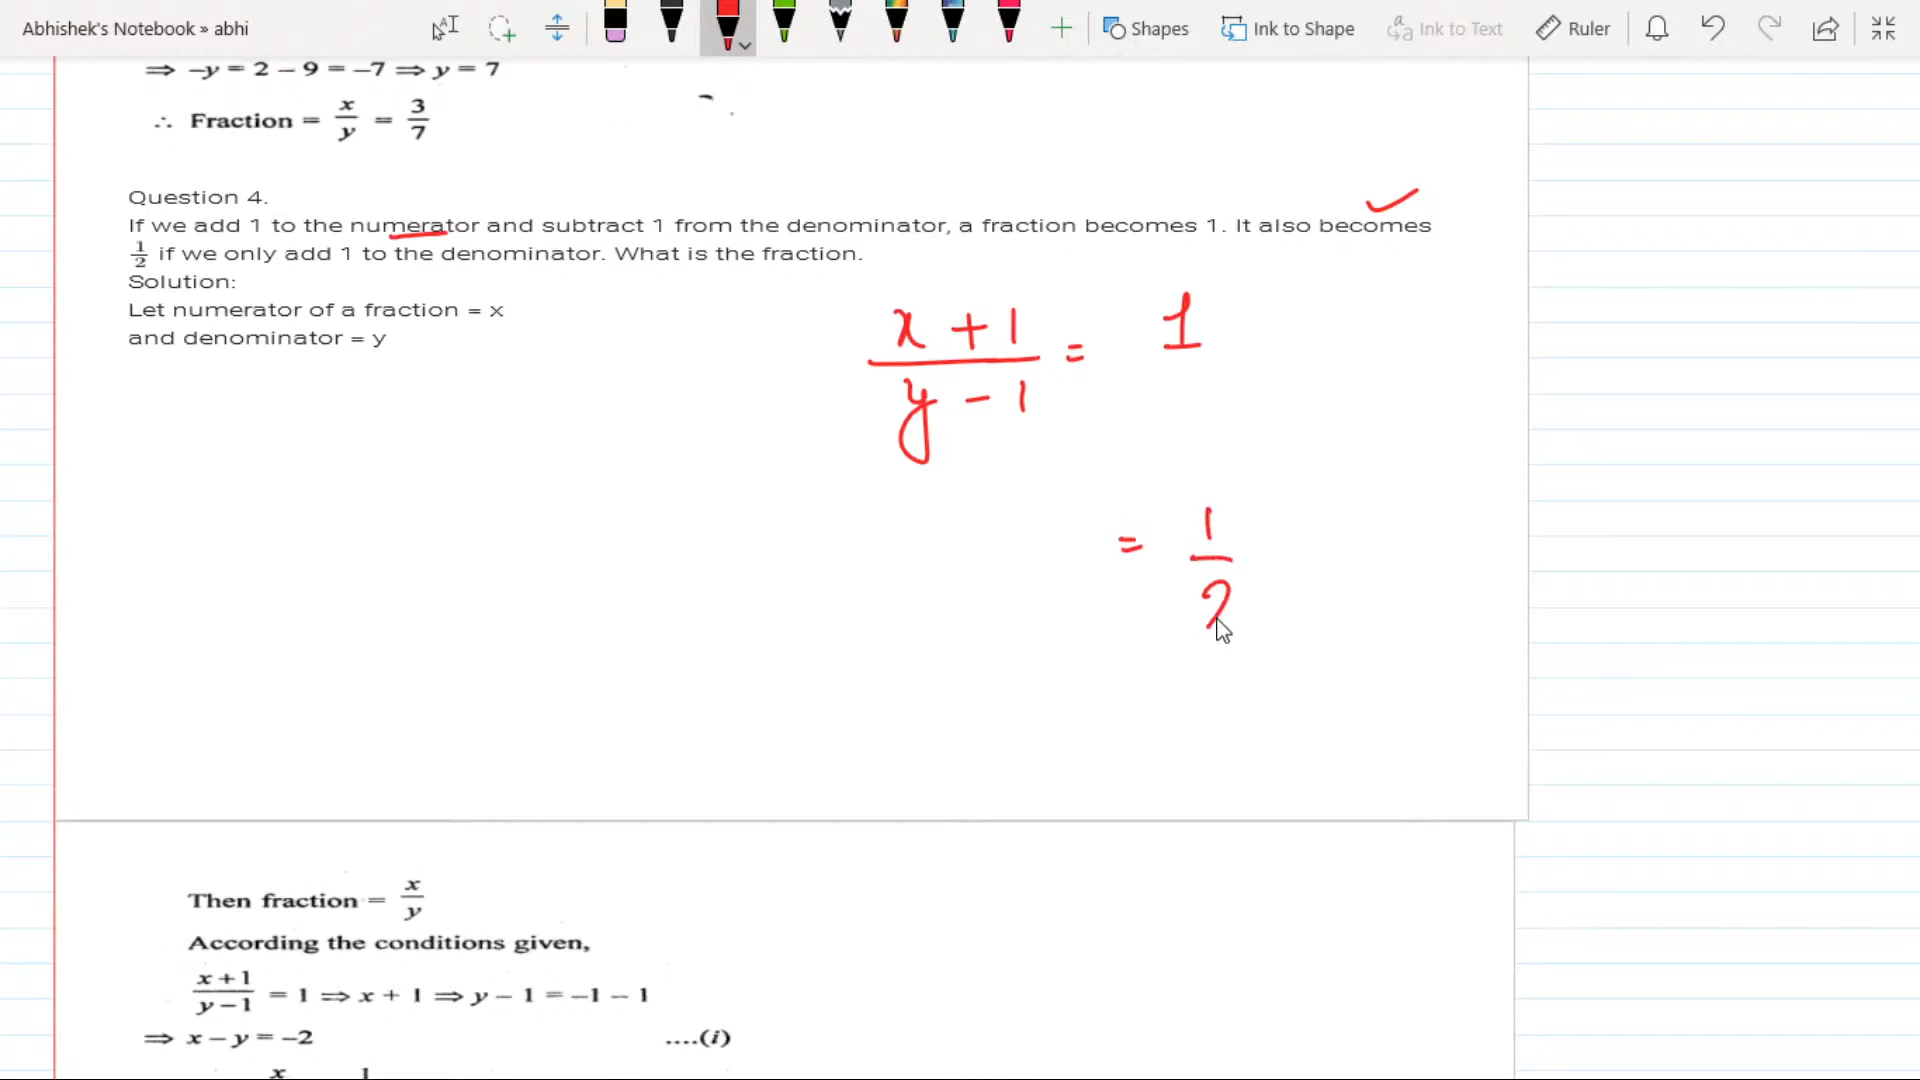 Abhishek's Notebook » abhi
Shapes
Ink to Shape
Ink to Text
Ruler
⇒ –y = 2 – 9 = –7 ⇒ y = 7
∴ Fraction = x/y = 3/7
Question 4.
If we add 1 to the numerator and subtract 1 from the denominator, a fraction becomes 1. It also becomes
1/2 if we only add 1 to the denominator. What is the fraction.
Solution:
Let numerator of a fraction = x
and denominator = y
x + 1 / y – 1 = 1
= 1/2
Then fraction = x/y
According the conditions given,
x+1 / y–1 = 1 ⇒ x + 1 ⇒ y – 1 = –1 – 1
⇒ x – y = –2 ....(i)
x 1